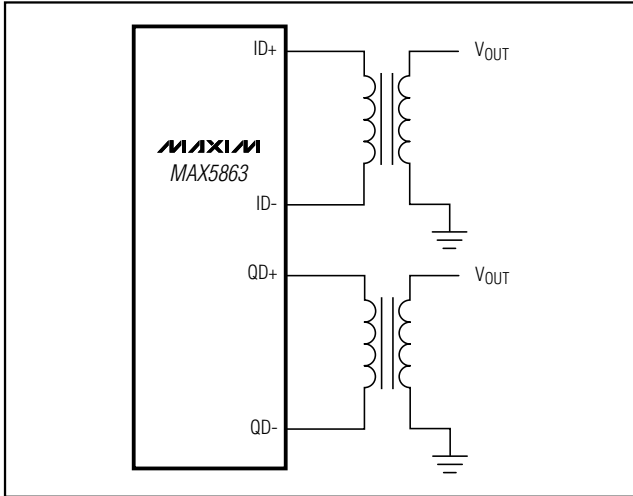 ID+
VOUT
MAXIM
MAX5863
ID-
QD+
VOUT
QD-